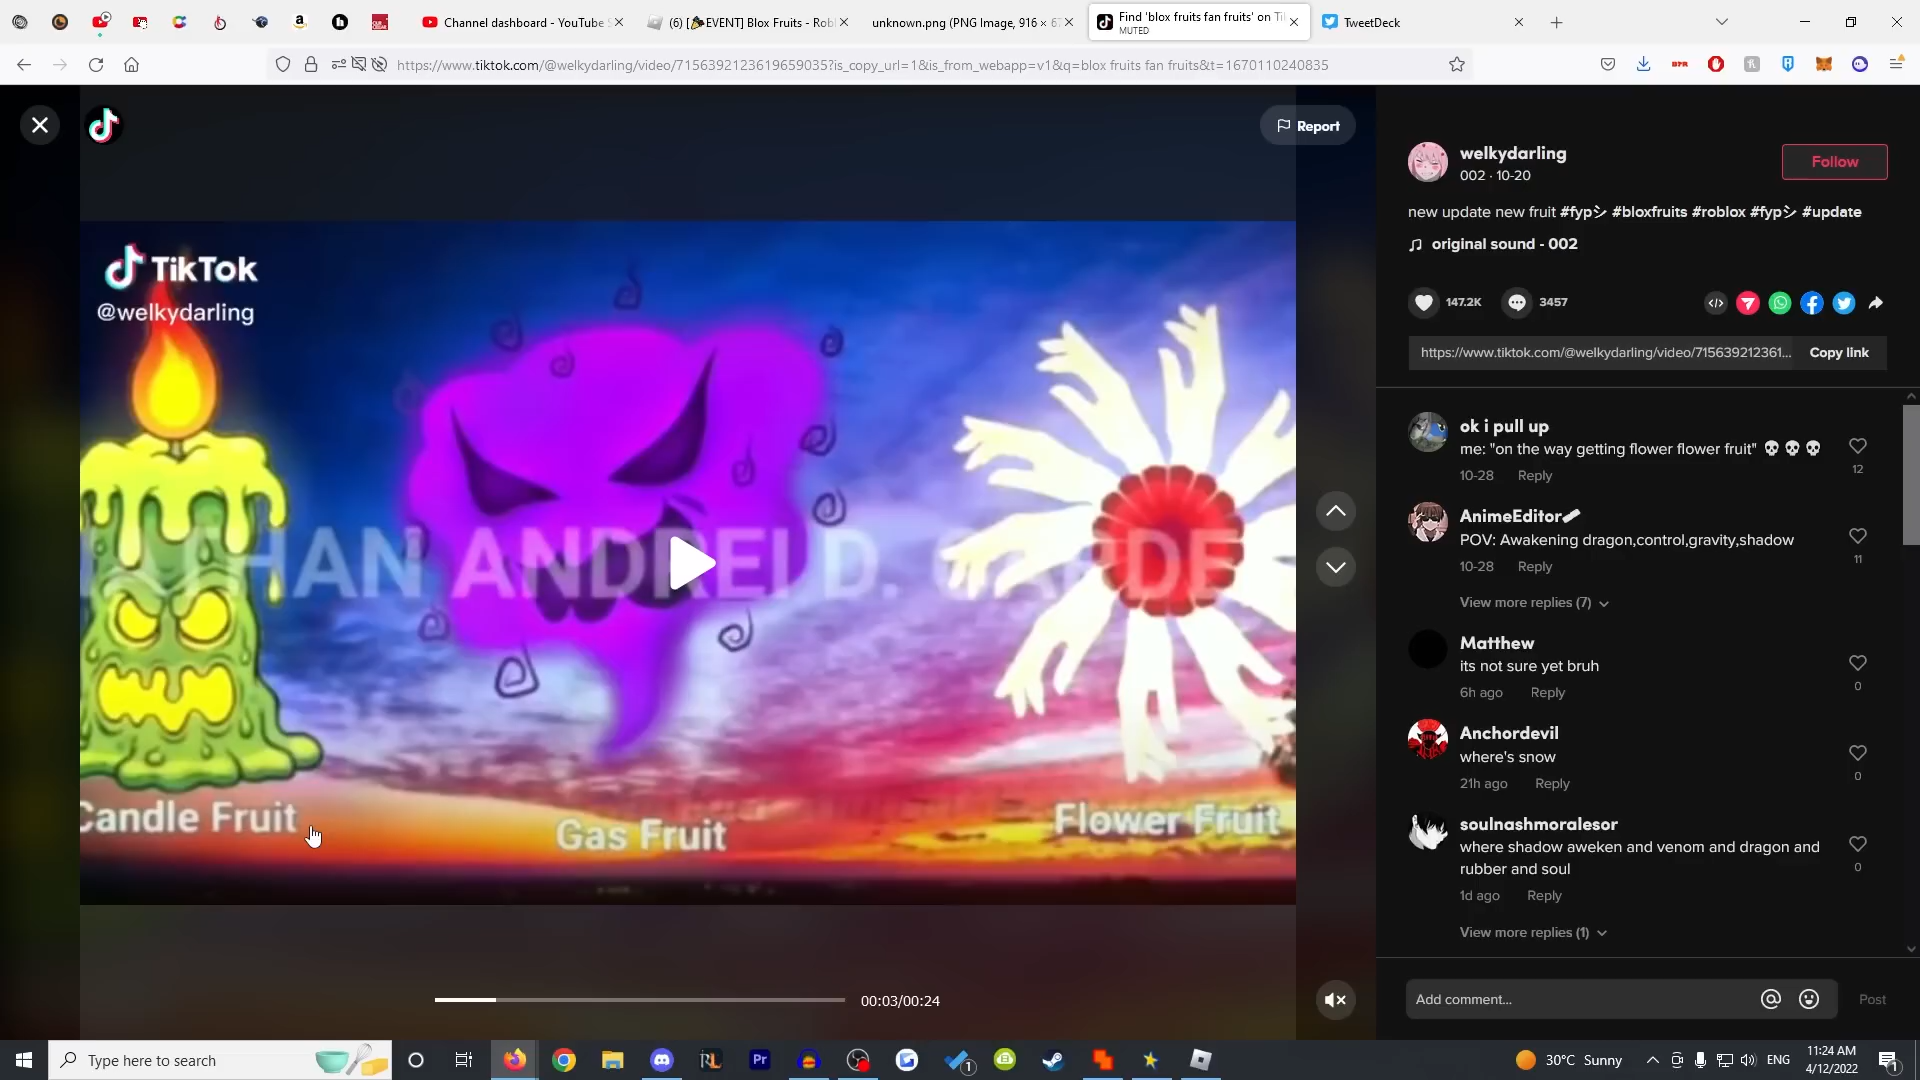 Channel dashboard - YouTube S
(6) [🎉EVENT] Blox Fruits - Rob
unknown.png (PNG Image, 916 × 6
Find 'blox fruits fan fruits' on Ti
MUTED
TweetDeck
https://www.tiktok.com/@welkydarling/video/7156392123619659035?is_copy_url=1&is_from_webapp=v1&q=blox fruits fan fruits&t=1670110240835
Report
TikTok
@welkydarling
HAN ANDREI D.
Candle Fruit
Gas Fruit
Flower Fruit
00:03/00:24
welkydarling
002 · 10-20
Follow
new update new fruit #fypシ #bloxfruits #roblox #fypシ #update
♫ original sound - 002
147.2K
3457
https://www.tiktok.com/@welkydarling/video/715639212361...
Copy link
ok i pull up
me: "on the way getting flower flower fruit" 💀💀💀
10-28 Reply
12
AnimeEditor
POV: Awakening dragon,control,gravity,shadow
10-28 Reply
11
View more replies (7)
Matthew
its not sure yet bruh
6h ago Reply
0
Anchordevil
where's snow
21h ago Reply
0
soulnashmoralesor
where shadow aweken and venom and dragon and
rubber and soul
1d ago Reply
0
View more replies (1)
Add comment...
Post
Type here to search
Pr
1
30°C Sunny
ENG
11:24 AM
4/12/2022
1